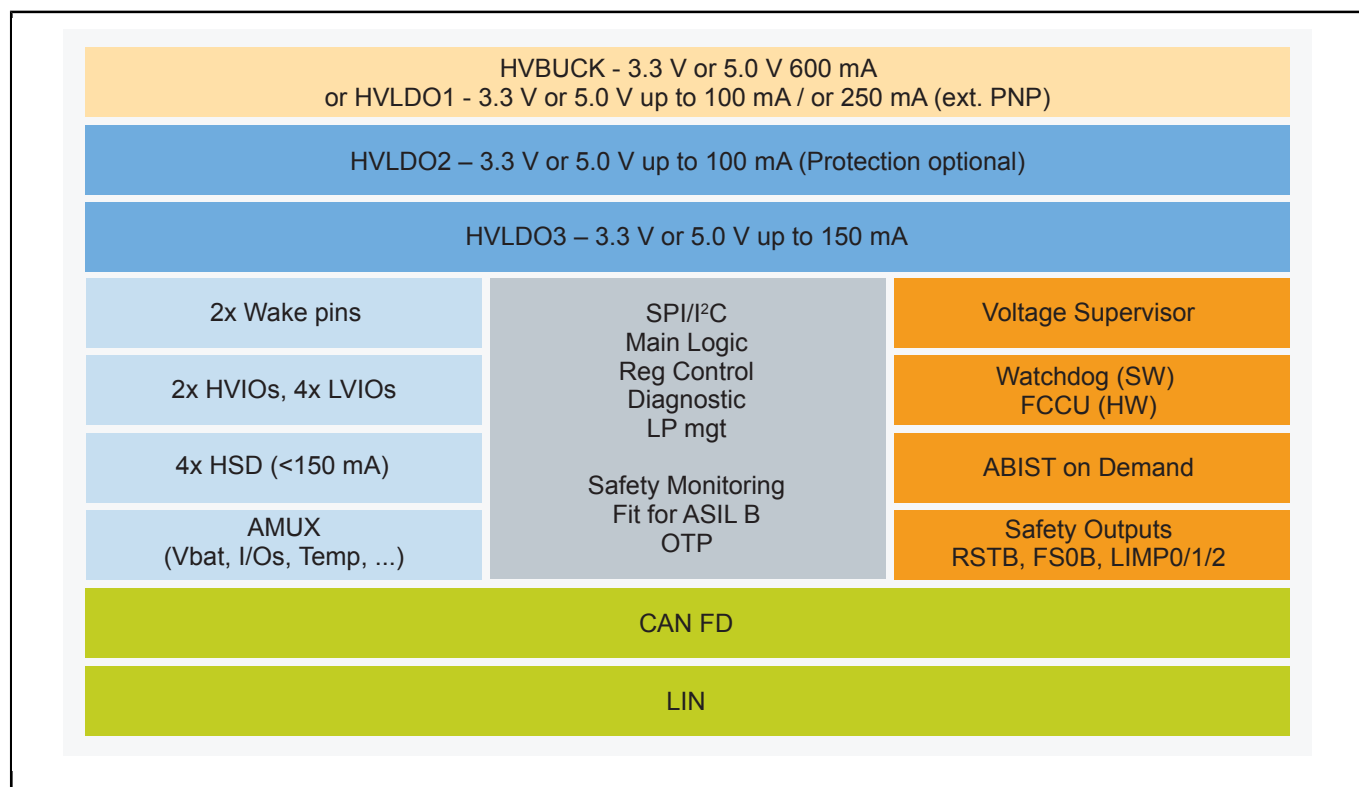 HVBUCK - 3.3 V or 5.0 V 600 mA
or HVLDO1 - 3.3 V or 5.0 V up to 100 mA / or 250 mA (ext. PNP)
HVLDO2 – 3.3 V or 5.0 V up to 100 mA (Protection optional)
HVLDO3 – 3.3 V or 5.0 V up to 150 mA
2x Wake pins
2x HVIOs, 4x LVIOs
4x HSD (<150 mA)
AMUX
(Vbat, I/Os, Temp, ...)
SPI/I²C
Main Logic
Reg Control
Diagnostic
LP mgt
Safety Monitoring
Fit for ASIL B
OTP
Voltage Supervisor
Watchdog (SW)
FCCU (HW)
ABIST on Demand
Safety Outputs
RSTB, FS0B, LIMP0/1/2
CAN FD
LIN